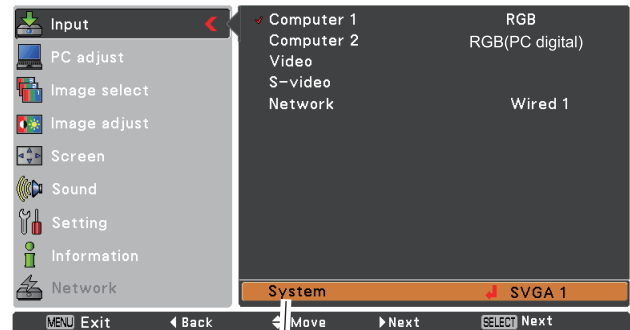 Input
PC adjust
Image select
Image adjust
Screen
Sound
Setting
Information
Network
✓ Computer 1 RGB
Computer 2 RGB(PC digital)
Video
S-video
Network Wired 1
System SVGA 1
MENU Exit ◀ Back Move ▶ Next SELECT Next